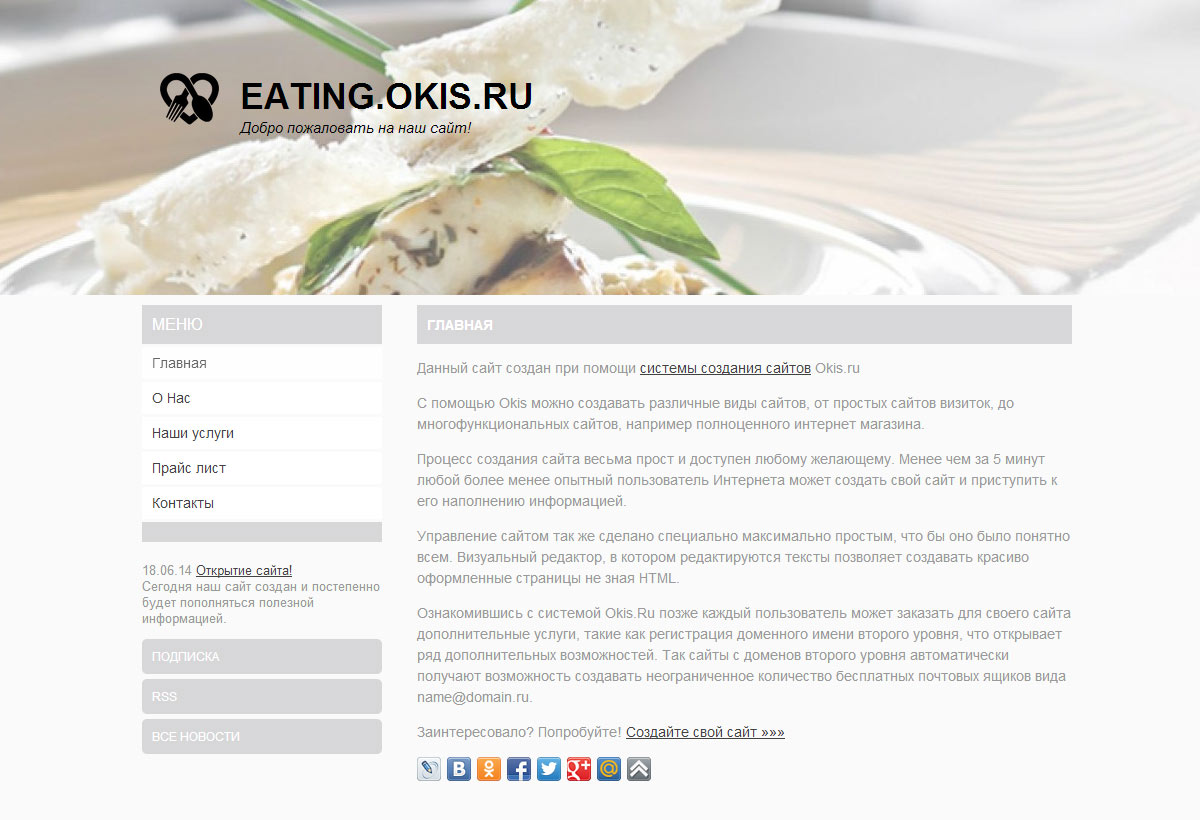 EATING.OKIS.RU
Добро пожаловать на наш сайт!
МЕНЮ
Главная
О Нас
Наши услуги
Прайс лист
Контакты
18.06.14 Открытие сайта!
Сегодня наш сайт создан и постепенно
будет пополняться полезной
информацией.
ПОДПИСКА
RSS
ВСЕ НОВОСТИ
ГЛАВНАЯ
Данный сайт создан при помощи системы создания сайтов Okis.ru
С помощью Okis можно создавать различные виды сайтов, от простых сайтов визиток, до
многофункциональных сайтов, например полноценного интернет магазина.
Процесс создания сайта весьма прост и доступен любому желающему. Менее чем за 5 минут
любой более менее опытный пользователь Интернета может создать свой сайт и приступить к
его наполнению информацией.
Управление сайтом так же сделано специально максимально простым, что бы оно было понятно
всем. Визуальный редактор, в котором редактируются тексты позволяет создавать красиво
оформленные страницы не зная HTML.
Ознакомившись с системой Okis.Ru позже каждый пользователь может заказать для своего сайта
дополнительные услуги, такие как регистрация доменного имени второго уровня, что открывает
ряд дополнительных возможностей. Так сайты с доменов второго уровня автоматически
получают возможность создавать неограниченное количество бесплатных почтовых ящиков вида
name@domain.ru.
Заинтересовало? Попробуйте! Создайте свой сайт »»»